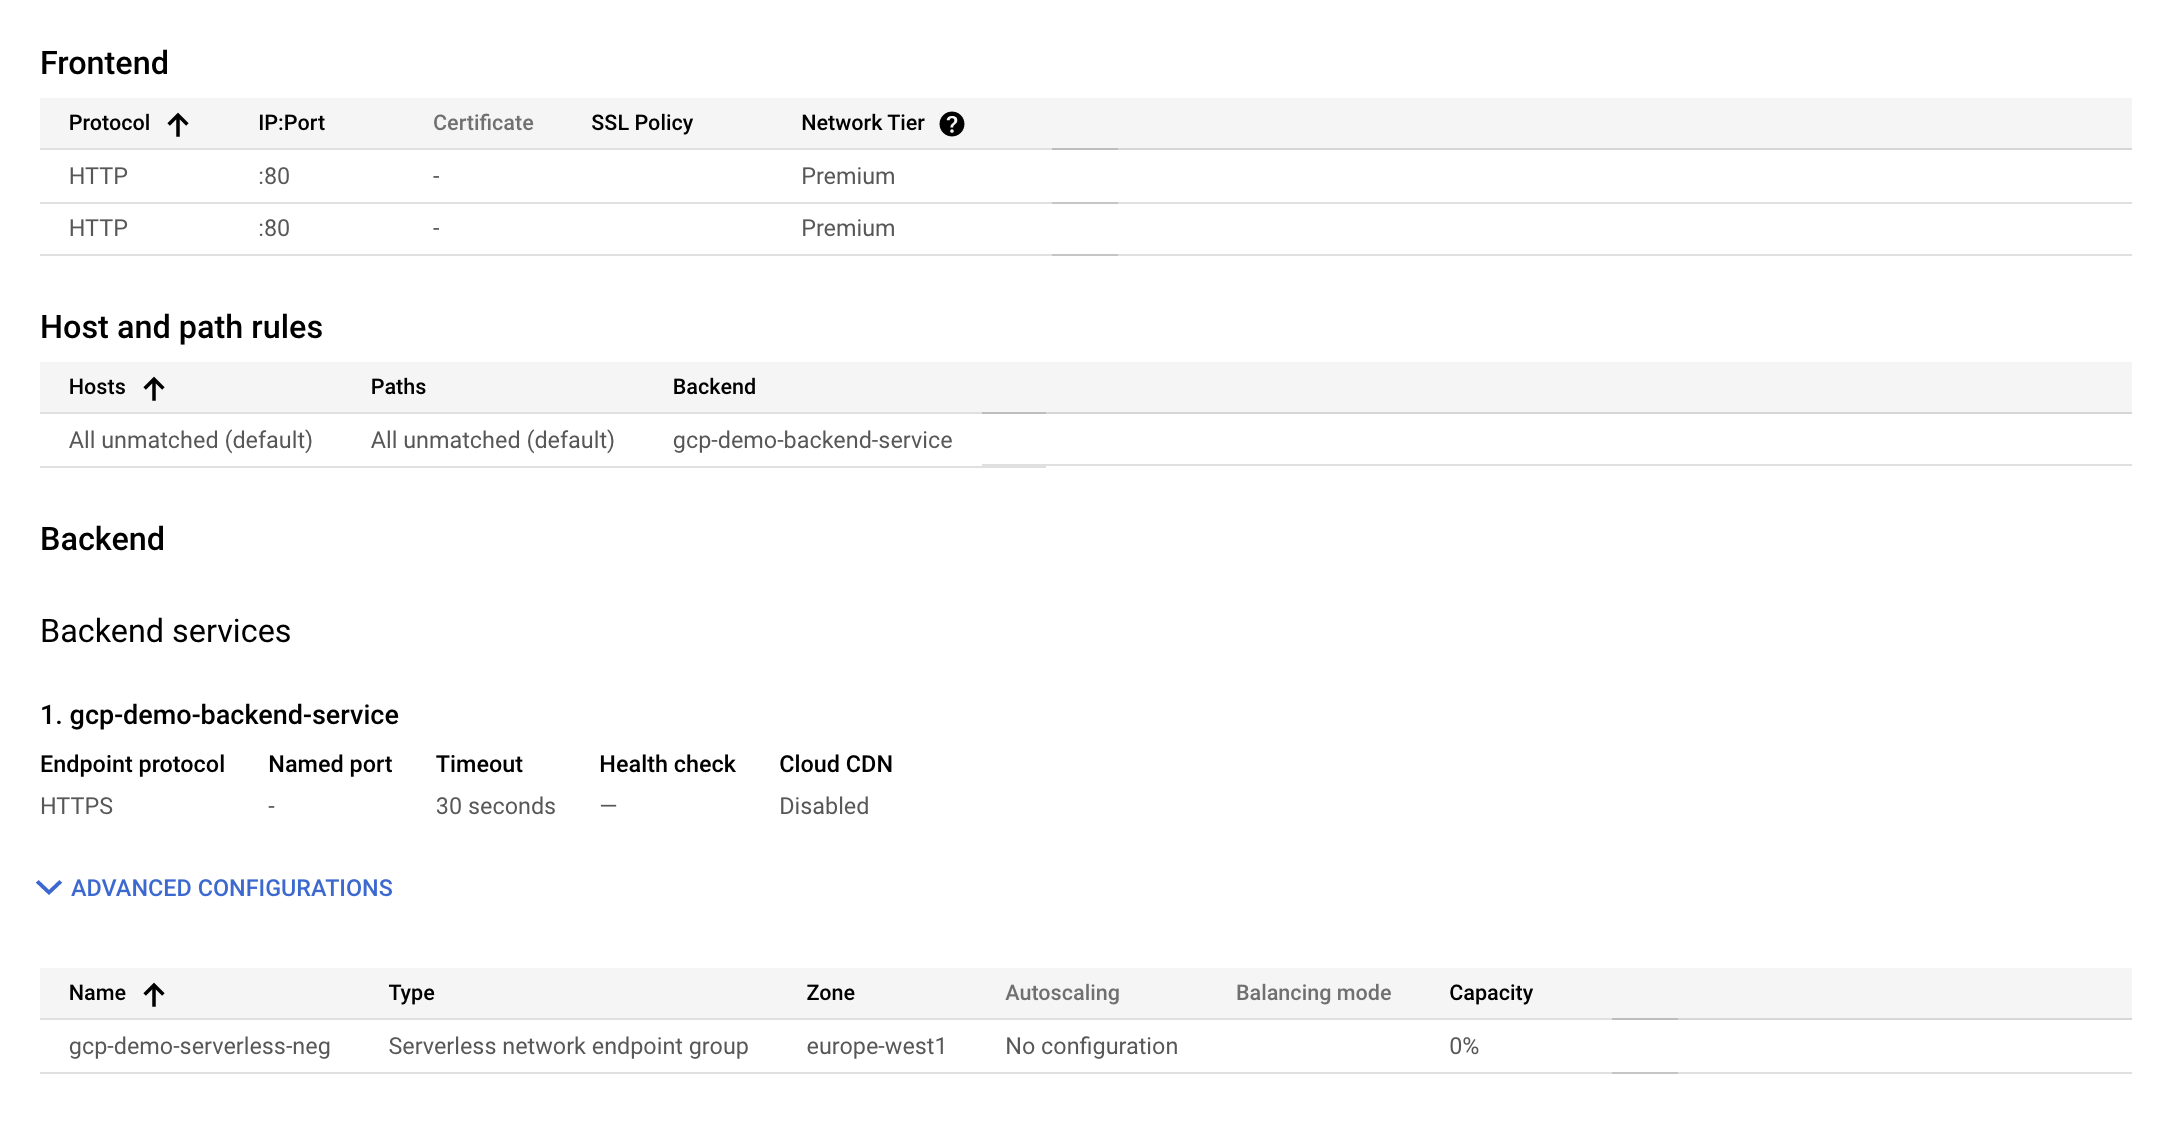 Frontend
Protocol IP:Port Certificate SSL Policy Network Tier ?
HTTP :80 - Premium
HTTP :80 - Premium
Host and path rules
Hosts Paths Backend
All unmatched (default) All unmatched (default) gcp-demo-backend-service
Backend
Backend services
1. gcp-demo-backend-service
Endpoint protocol Named port Timeout Health check Cloud CDN
HTTPS - 30 seconds — Disabled
ADVANCED CONFIGURATIONS
Name Type Zone Autoscaling Balancing mode Capacity
gcp-demo-serverless-neg Serverless network endpoint group europe-west1 No configuration 0%